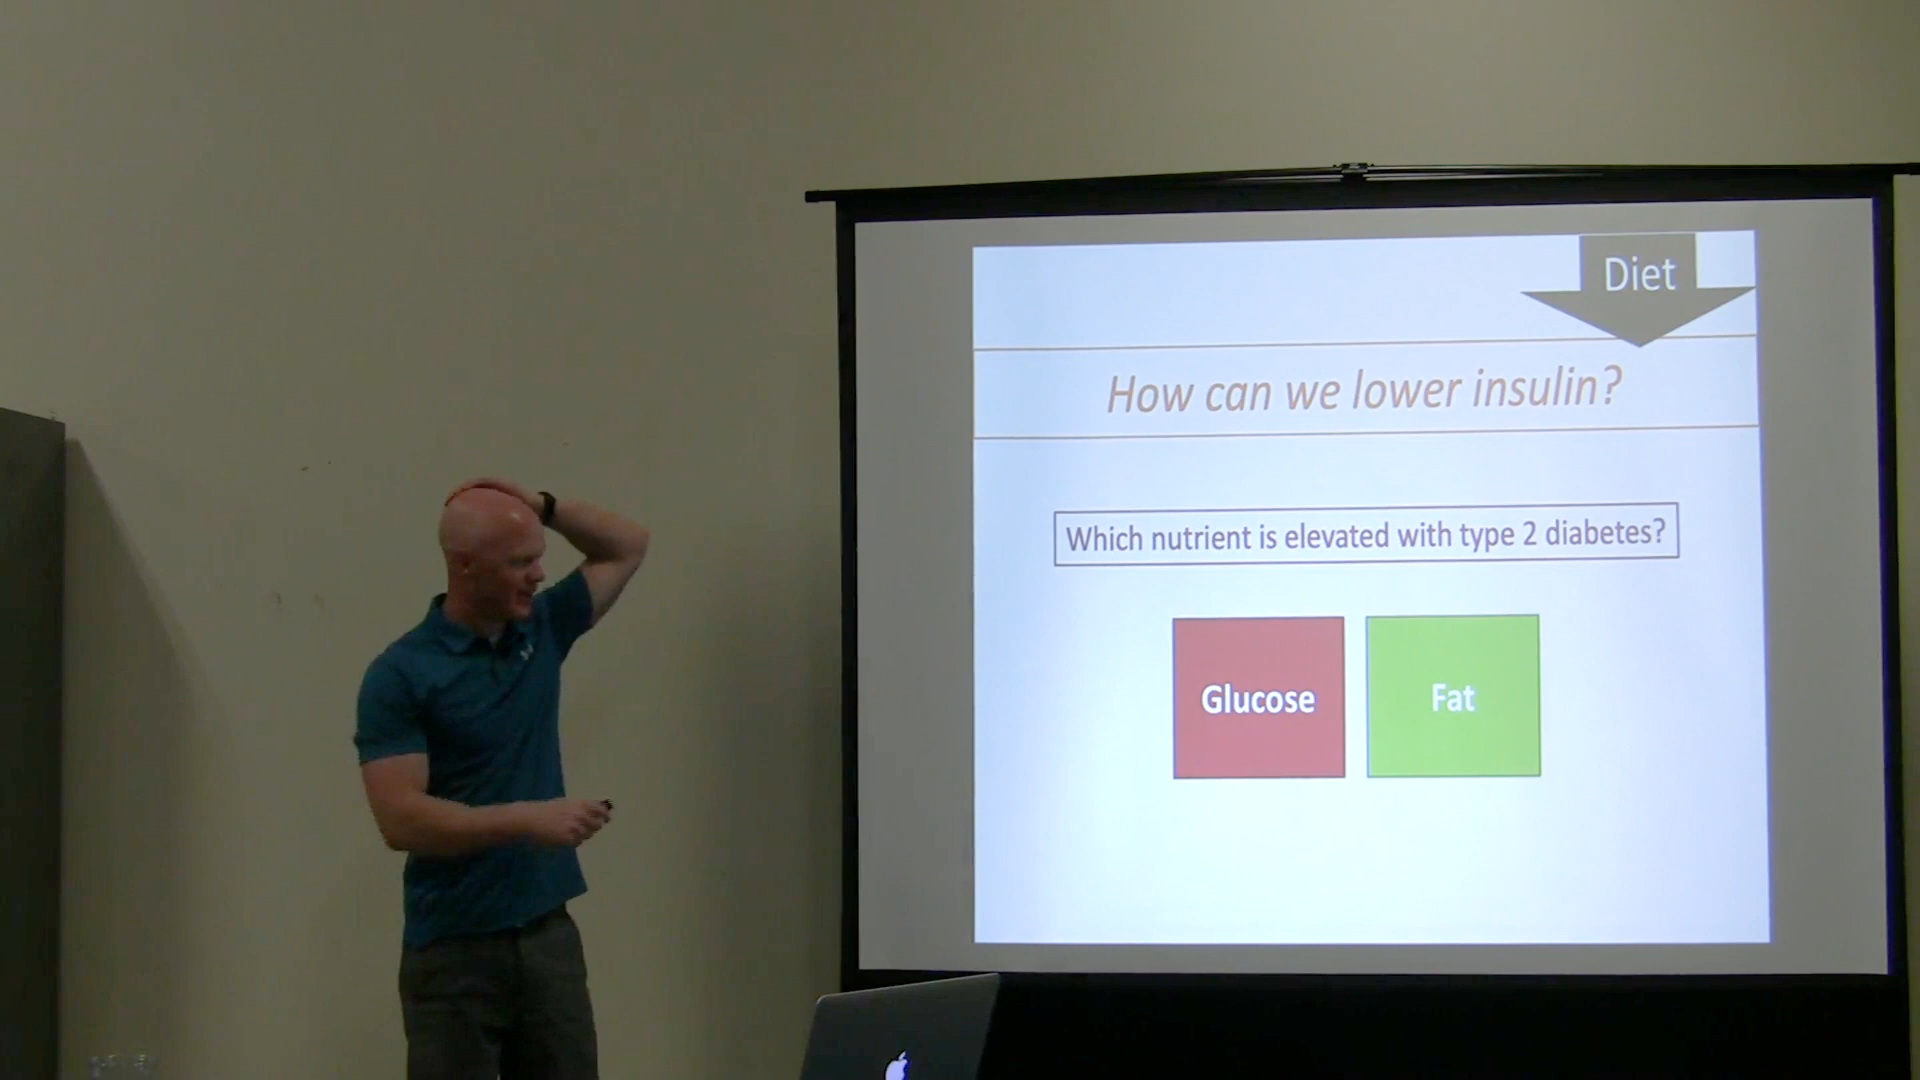 Diet
How can we lower insulin?
Which nutrient is elevated with type 2 diabetes?
Glucose
Fat